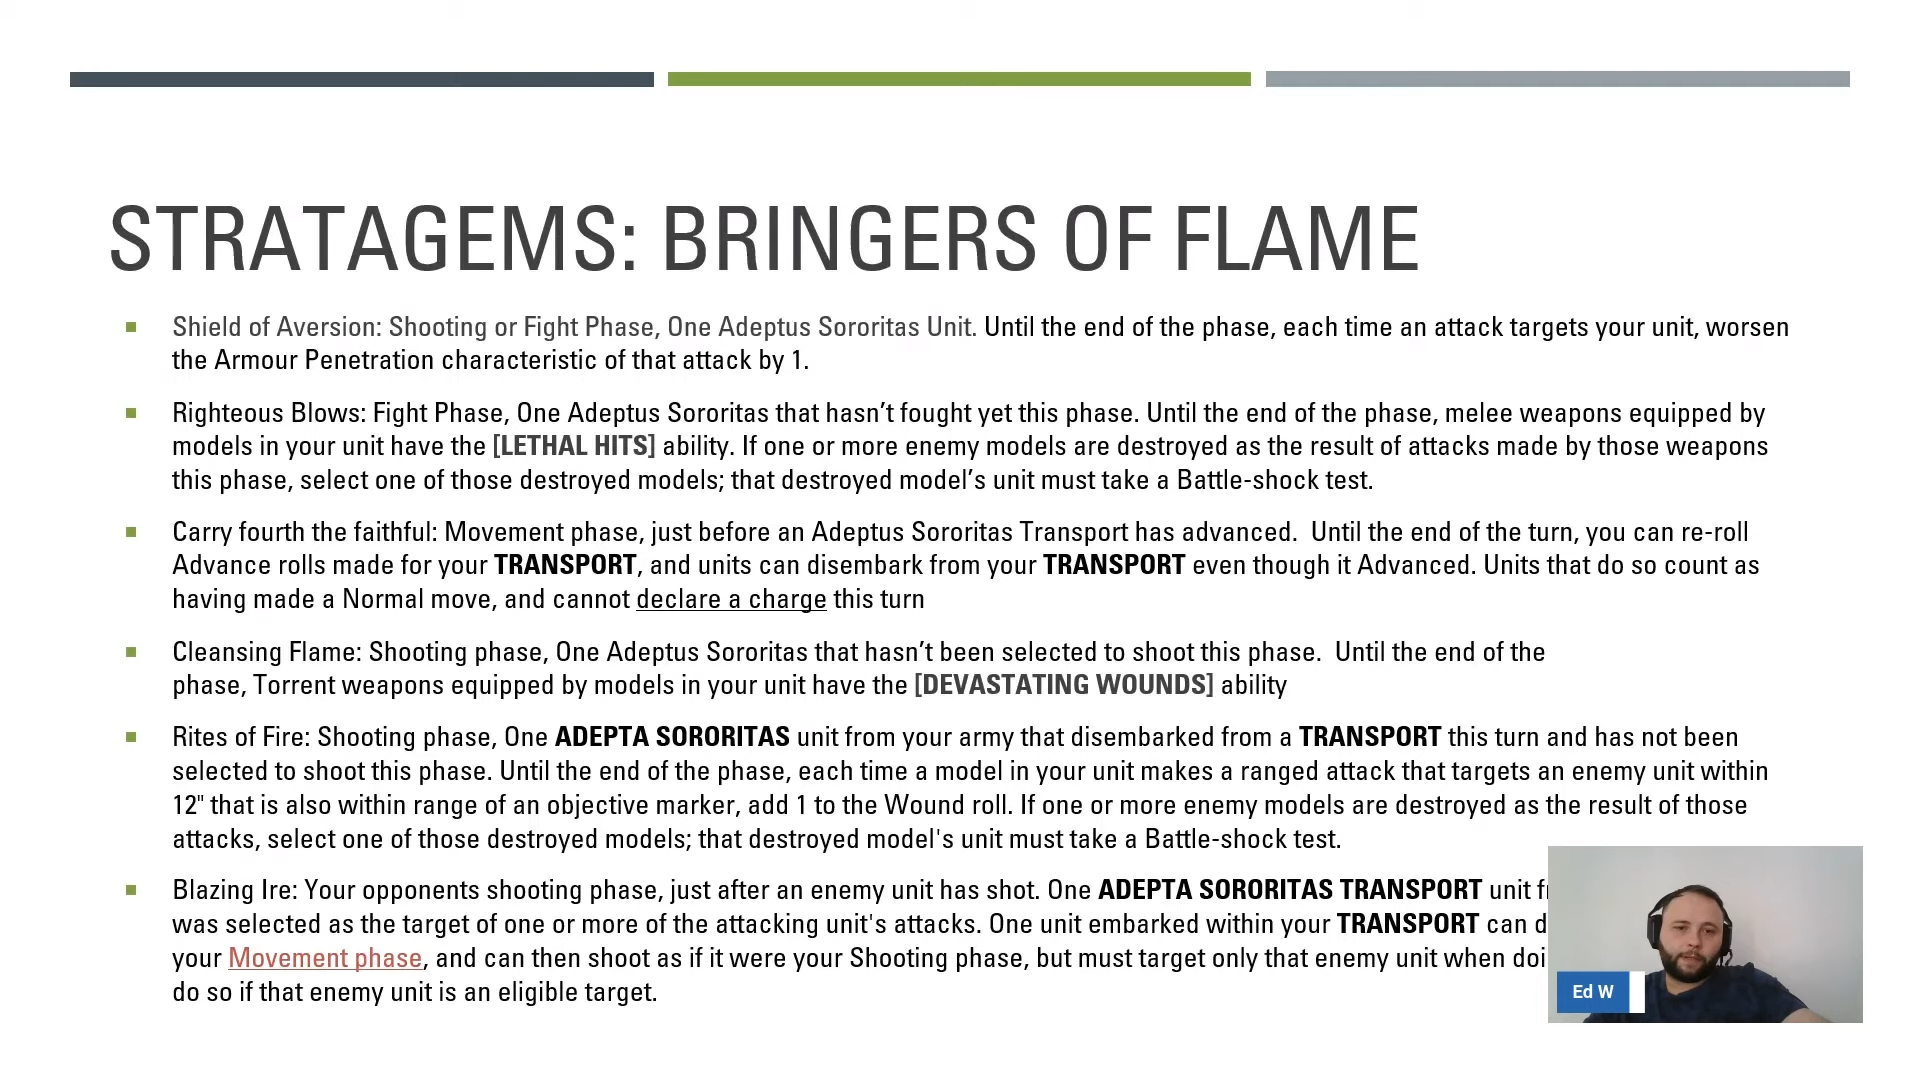 STRATAGEMS: BRINGERS OF FLAME
Shield of Aversion: Shooting or Fight Phase, One Adeptus Sororitas Unit. Until the end of the phase, each time an attack targets your unit, worsen
the Armour Penetration characteristic of that attack by 1.
Righteous Blows: Fight Phase, One Adeptus Sororitas that hasn’t fought yet this phase. Until the end of the phase, melee weapons equipped by
models in your unit have the [LETHAL HITS] ability. If one or more enemy models are destroyed as the result of attacks made by those weapons
this phase, select one of those destroyed models; that destroyed model’s unit must take a Battle-shock test.
Carry fourth the faithful: Movement phase, just before an Adeptus Sororitas Transport has advanced. Until the end of the turn, you can re-roll
Advance rolls made for your TRANSPORT, and units can disembark from your TRANSPORT even though it Advanced. Units that do so count as
having made a Normal move, and cannot declare a charge this turn
Cleansing Flame: Shooting phase, One Adeptus Sororitas that hasn’t been selected to shoot this phase. Until the end of the
phase, Torrent weapons equipped by models in your unit have the [DEVASTATING WOUNDS] ability
Rites of Fire: Shooting phase, One ADEPTA SORORITAS unit from your army that disembarked from a TRANSPORT this turn and has not been
selected to shoot this phase. Until the end of the phase, each time a model in your unit makes a ranged attack that targets an enemy unit within
12" that is also within range of an objective marker, add 1 to the Wound roll. If one or more enemy models are destroyed as the result of those
attacks, select one of those destroyed models; that destroyed model's unit must take a Battle-shock test.
Blazing Ire: Your opponents shooting phase, just after an enemy unit has shot. One ADEPTA SORORITAS TRANSPORT unit
was selected as the target of one or more of the attacking unit's attacks. One unit embarked within your TRANSPORT can
your Movement phase, and can then shoot as if it were your Shooting phase, but must target only that enemy unit when
do so if that enemy unit is an eligible target.
Ed W